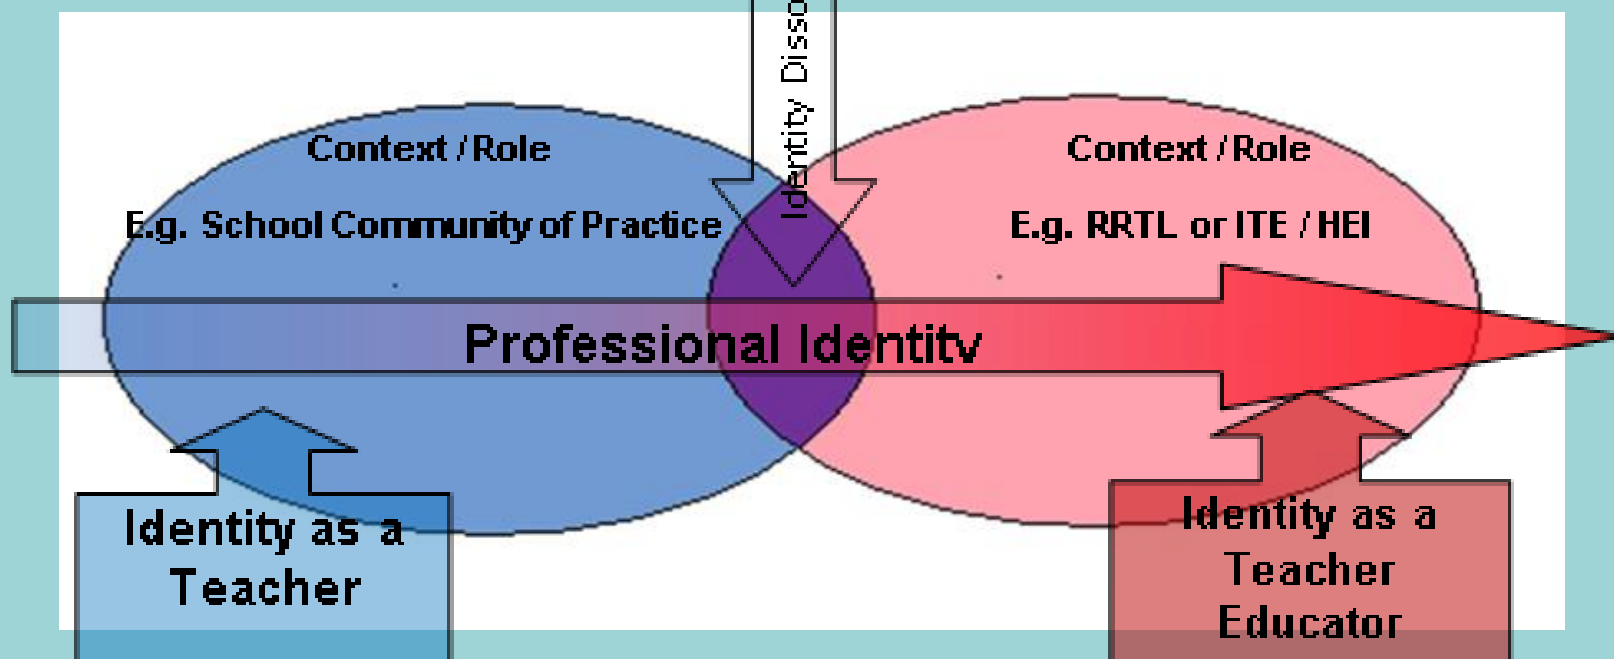 Identity Disso
Context / Role
E.g. School Community of Practice
Context / Role
E.g. RRTL or ITE / HEI
Professional Identity
Identity as a
Teacher
Identity as a
Teacher
Educator